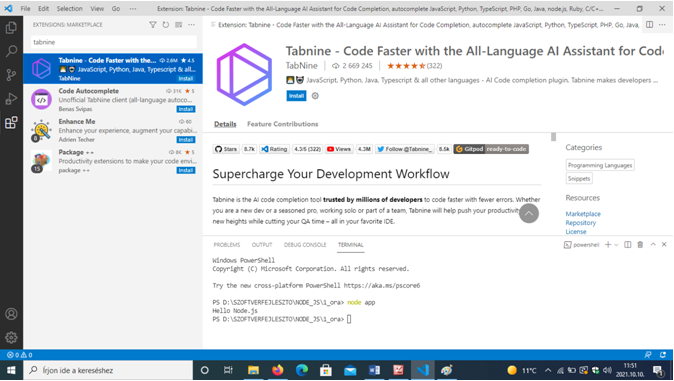 File Edit Selection View Go ···
Extension: Tabnine - Code Faster with the All-Language AI Assistant for Code Completion, autocomplete JavaScript, Python, TypeScript, PHP, Go, Java, node.js, Ruby, C/C+...
EXTENSIONS: MARKETPLACE
tabnine
Tabnine - Code Faster with the... 2.8M ★ 4.5
JavaScript, Python, Java, Typescript & all...
TabNine Install
Code Autocomplete 31K ★ 5
Unofficial TabNine client (all-language autoco...
Benas Svipas Install
Enhance Me 60
Enhance your experience, augment your capabi...
8
Adrien Techer Install
Package ++ 8K ★ 5
Productivity extensions to make your code envi...
15
package ++ Install
Extension: Tabnine - Code Faster with the All-Language AI Assistant for Code Completion, autocomplete JavaScript, Python, TypeScript, PHP, Go, Java,
Tabnine - Code Faster with the All-Language AI Assistant for Code
TabNine 2 669 245 (322)
JavaScript, Python, Java, Typescript & all other languages - AI Code completion plugin. Tabnine makes developers ...
Install
Details Feature Contributions
Stars 8.7k Rating 4.3/5 (322) Views 4.3M Follow @Tabnine_ 8.6k Gitpod ready-to-code
Supercharge Your Development Workflow
Tabnine is the AI code completion tool trusted by millions of developers to code faster with fewer errors. Whether
you are a new dev or a seasoned pro, working solo or part of a team, Tabnine will help push your productivity
new heights while cutting your QA time – all in your favorite IDE.
Categories
Programming Languages
Snippets
Resources
Marketplace
Repository
License
PROBLEMS OUTPUT DEBUG CONSOLE TERMINAL
powershell
Windows PowerShell
Copyright (C) Microsoft Corporation. All rights reserved.
Try the new cross-platform PowerShell https://aka.ms/pscore6
PS D:\SZOFTVERFEJLESZTO\NODE_JS\1_ora> node app
Hello Node.js
PS D:\SZOFTVERFEJLESZTO\NODE_JS\1_ora>
0 0
Írjon ide a kereséshez
11°C
11:51
2021.10.10.